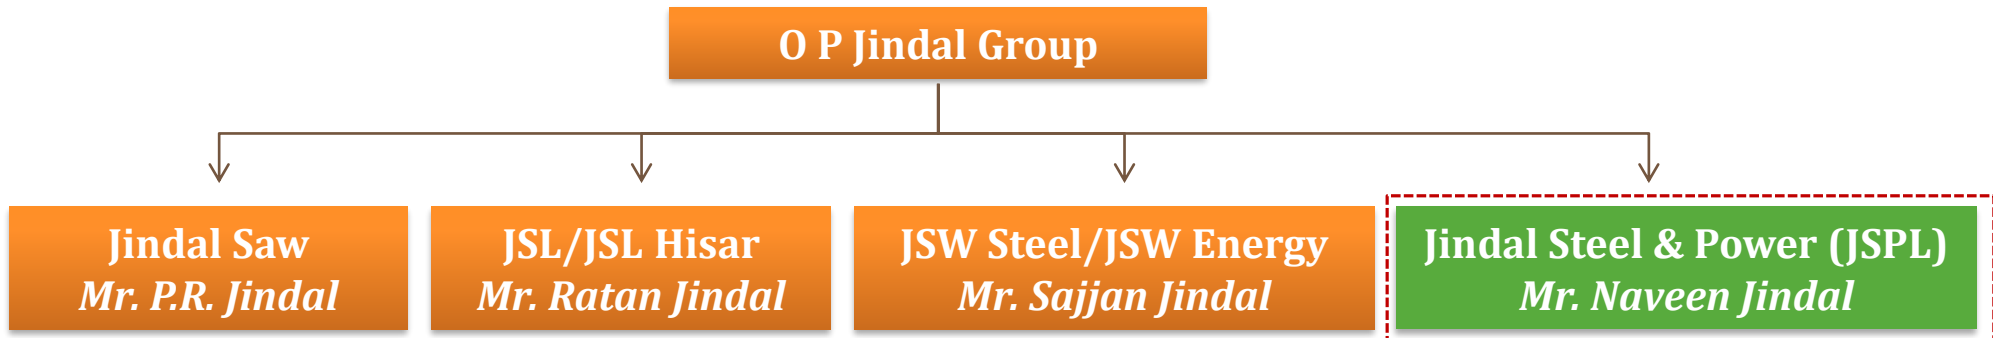 O P Jindal Group
Jindal Saw
Mr. P.R. Jindal
JSL/JSL Hisar
Mr. Ratan Jindal
JSW Steel/JSW Energy
Mr. Sajjan Jindal
Jindal Steel & Power (JSPL)
Mr. Naveen Jindal